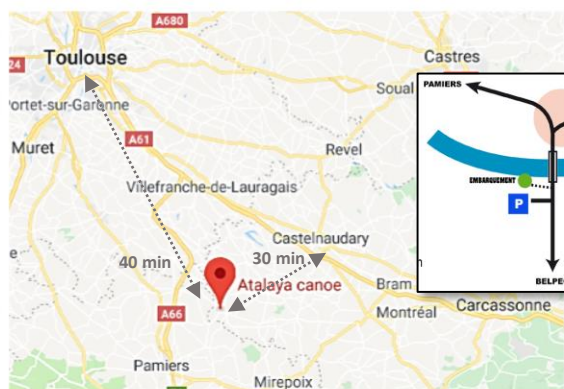 A680
Toulouse
24
Castres
Portet-sur-Garonne
Soual
Muret
A61
Revel
Villefranche-de-Lauragais
Castelnaudary
40 min
30 min
Atalaya canoe
Bram
Carcassonne
A66
Montréal
Pamiers
Mirepoix
PAMIERS
EMBARQUEMENT
P